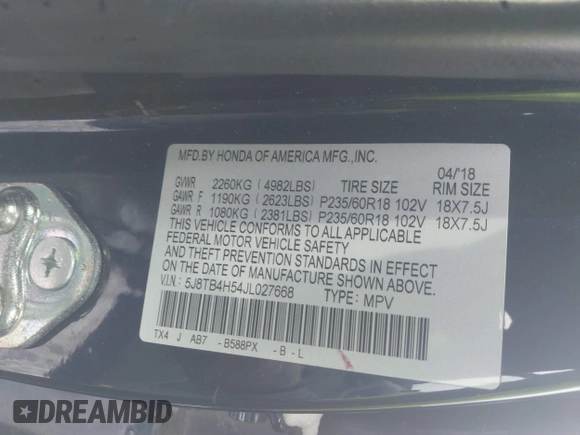 MFD.BY HONDA OF AMERICA MFG.,INC. 04/'18
GVWR 2260KG (4982LBS) TIRE SIZE RIM SIZE
GAWR F 1190KG (2623LBS) P235/60R18 102V 18X7.5J
GAWR R 1080KG (2381LBS) P235/60R18 102V 18X7.5J
THIS VEHICLE CONFORMS TO ALL APPLICABLE
FEDERAL MOTOR VEHICLE SAFETY
AND THEFT PREVENTION STANDARDS IN EFFECT
ON THE DATE OF MANUFACTURE SHOWN ABOVE.
V.I.N.: 5J8TB4H54JL027668 TYPE: MPV
TX4 J AB7 -B588PX -B-L
DREAMBID